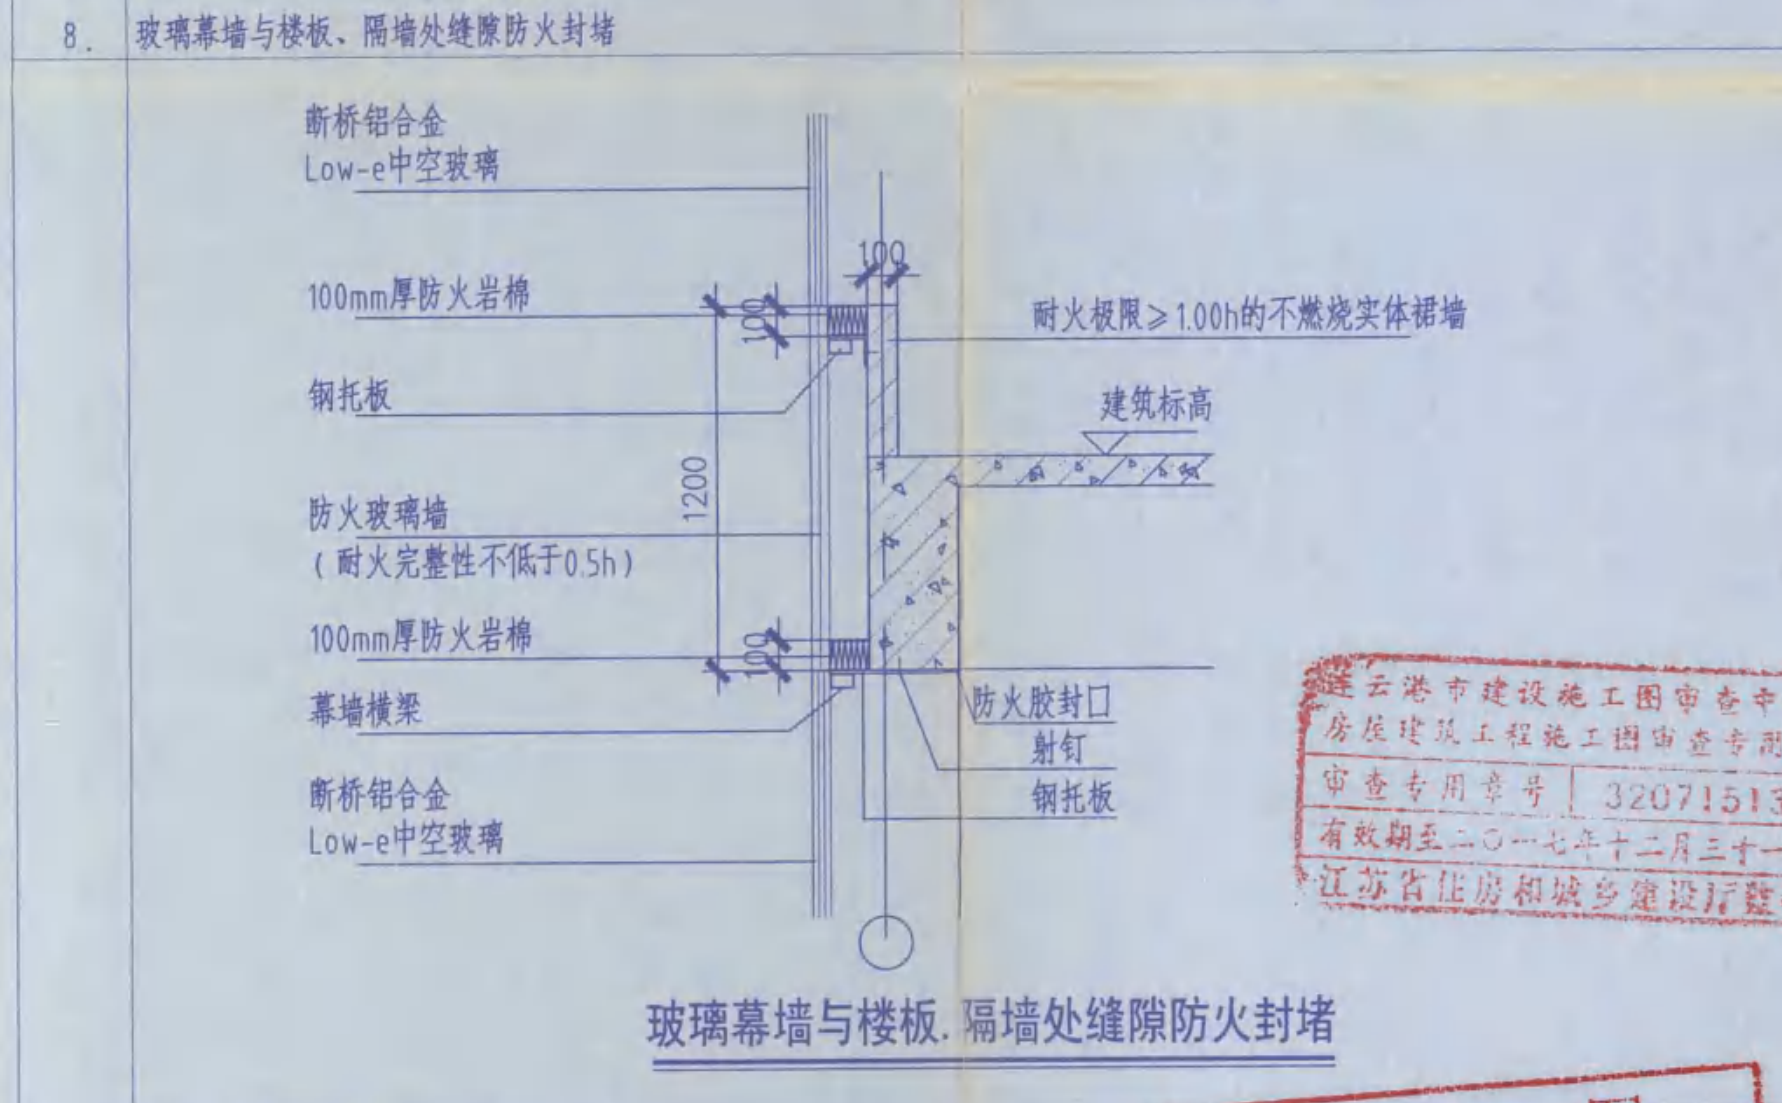 8. 玻璃幕墙与楼板、隔墙处缝隙防火封堵
断桥铝合金
Low-e中空玻璃
100
100mm厚防火岩棉
100
耐火极限≥1.00h的不燃烧实体裙墙
钢托板
建筑标高
1200
防火玻璃墙
(耐火完整性不低于0.5h)
100mm厚防火岩棉
100
幕墙横梁
防火胶封口
射钉
钢托板
断桥铝合金
Low-e中空玻璃
玻璃幕墙与楼板.隔墙处缝隙防火封堵
连云港市建设施工图审查中
房屋建筑工程施工图审查专用
审查专用章号 32071513
有效期至二〇一七年十二月三十一
江苏省住房和城乡建设厅